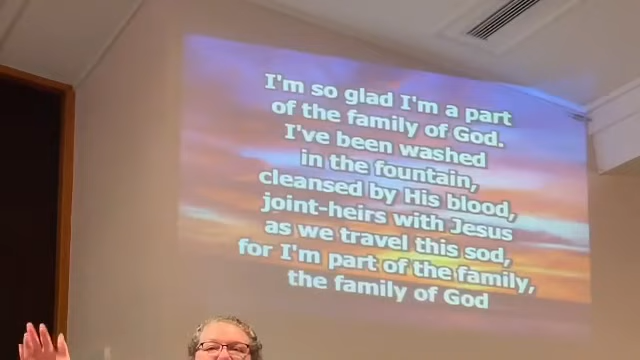 I'm so glad I'm a part
of the family of God.
I've been washed
in the fountain,
cleansed by His blood,
joint-heirs with Jesus
as we travel this sod,
for I'm part of the family,
the family of God